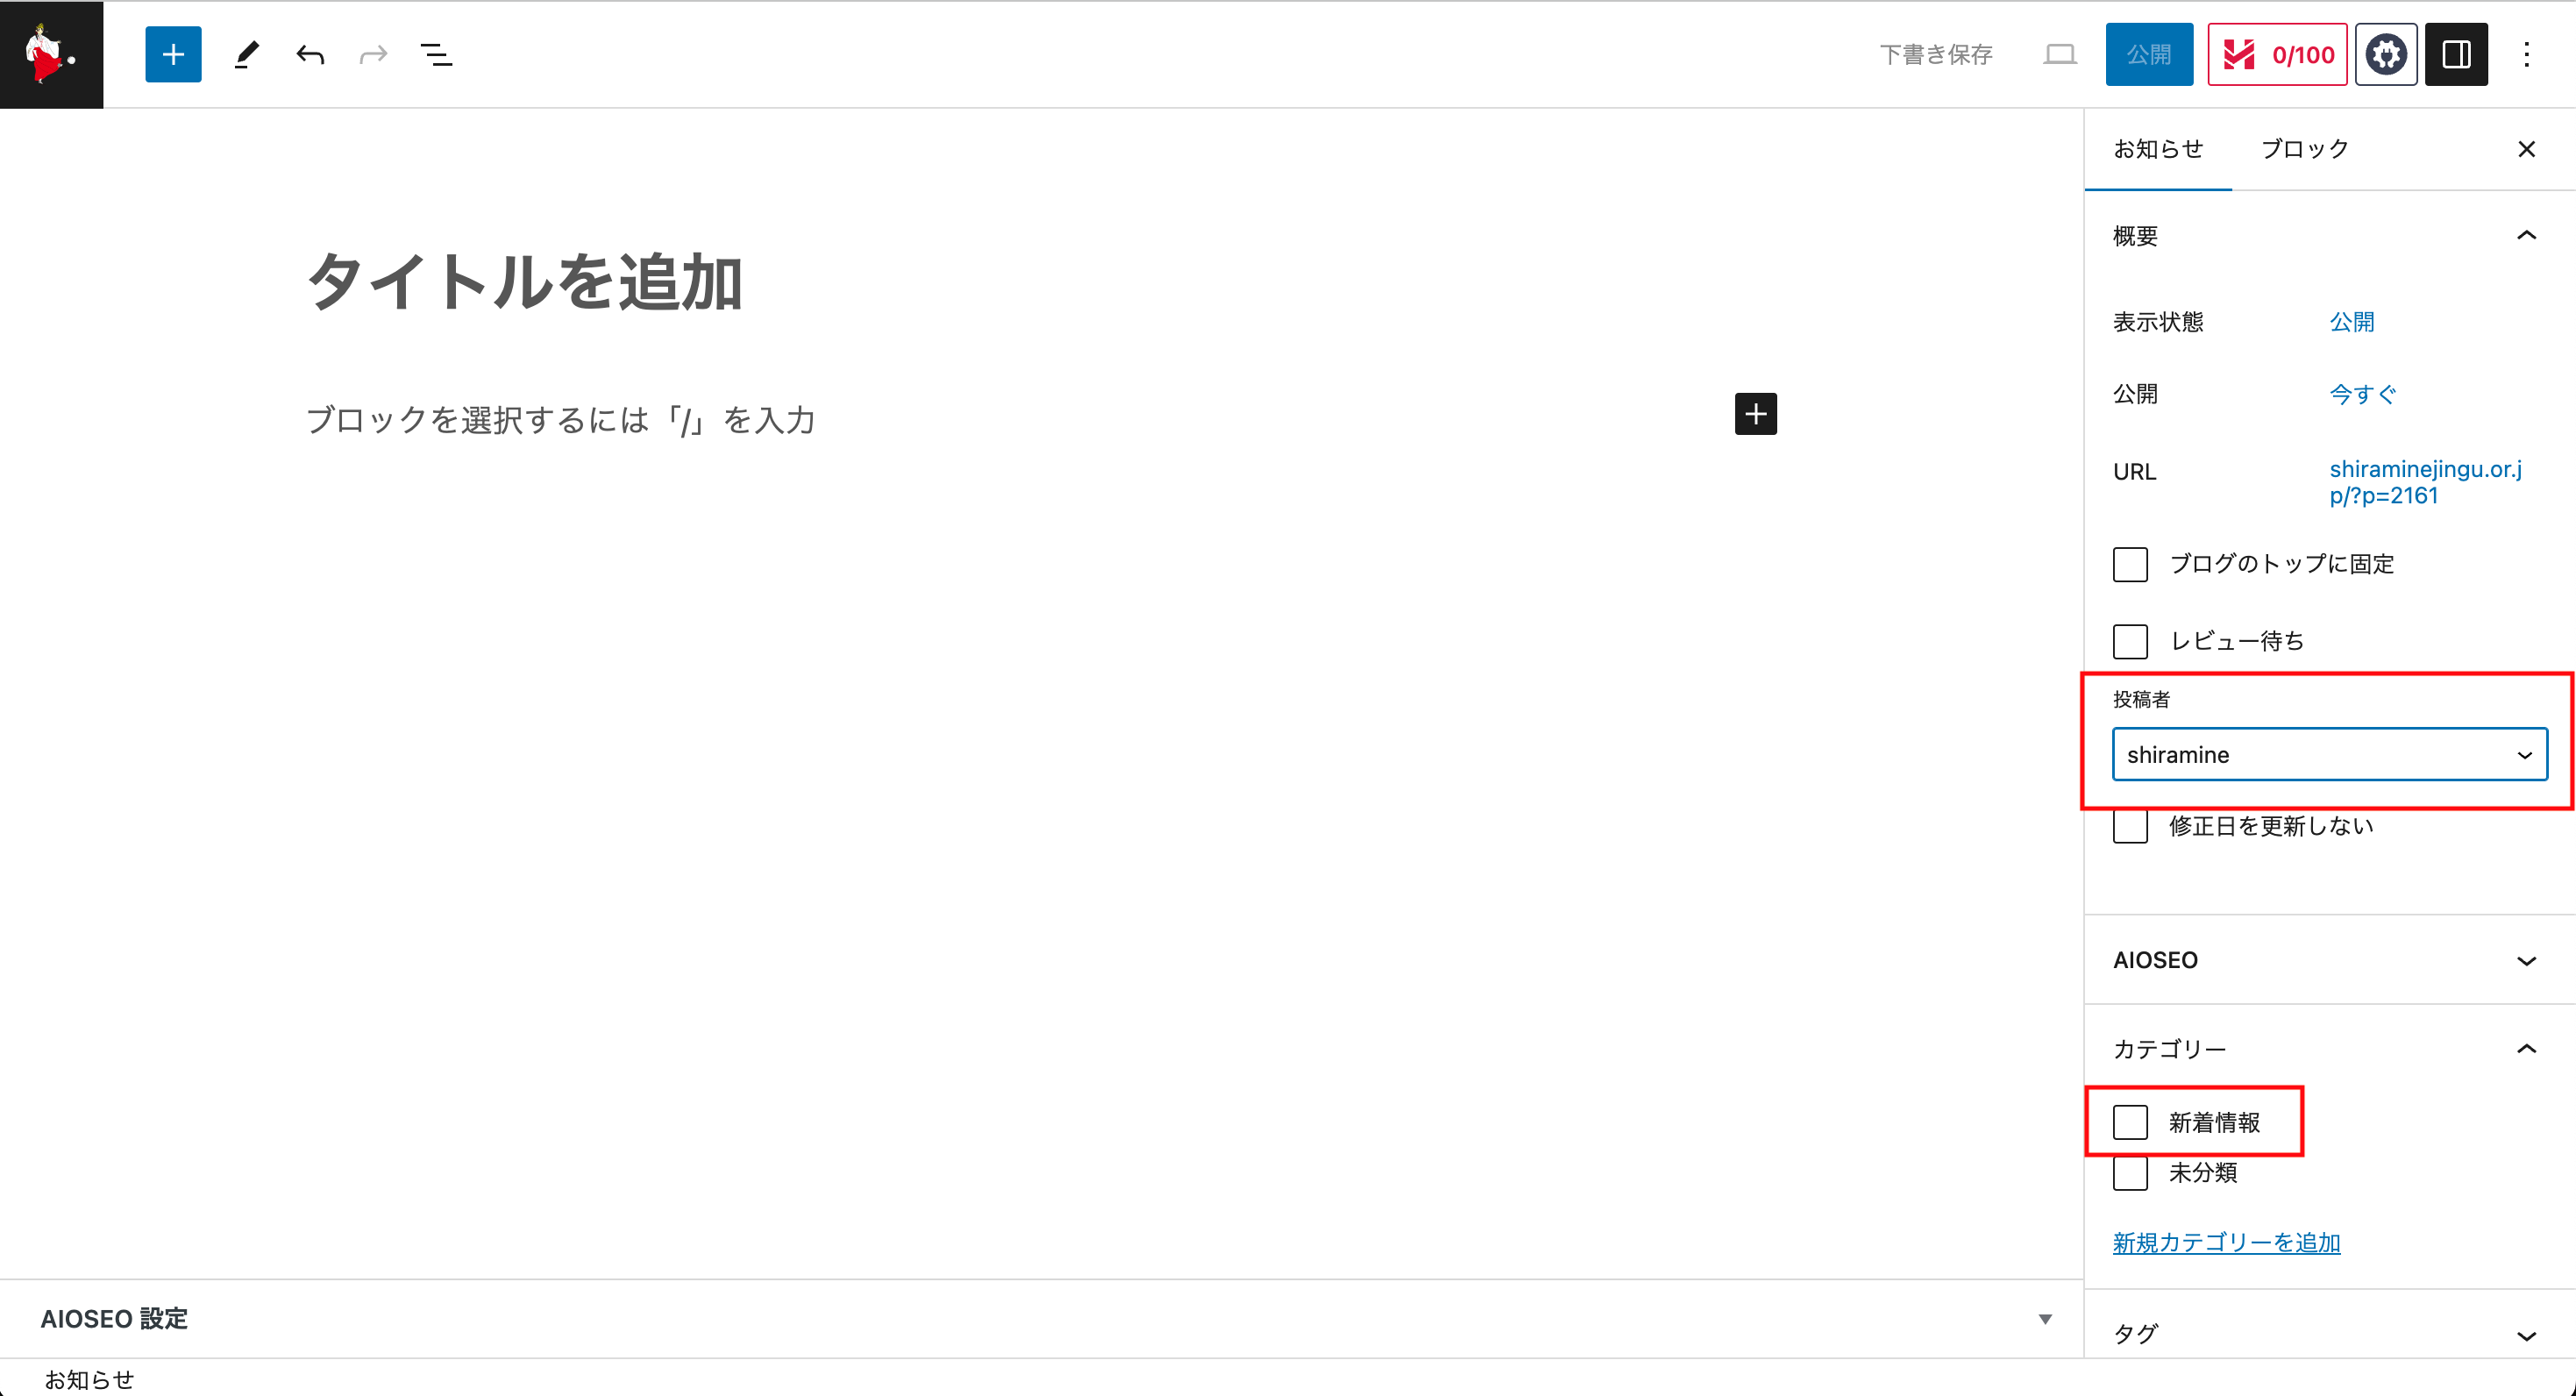 下書き保存
公開
0/100
お知らせ
ブロック
タイトルを追加
ブロックを選択するには「/」を入力
概要
表示状態
公開
公開
今すぐ
URL
shiraminejingu.or.j
p/?p=2161
ブログのトップに固定
レビュー待ち
投稿者
shiramine
修正日を更新しない
AIOSEO
カテゴリー
新着情報
未分類
新規カテゴリーを追加
タグ
AIOSEO 設定
お知らせ